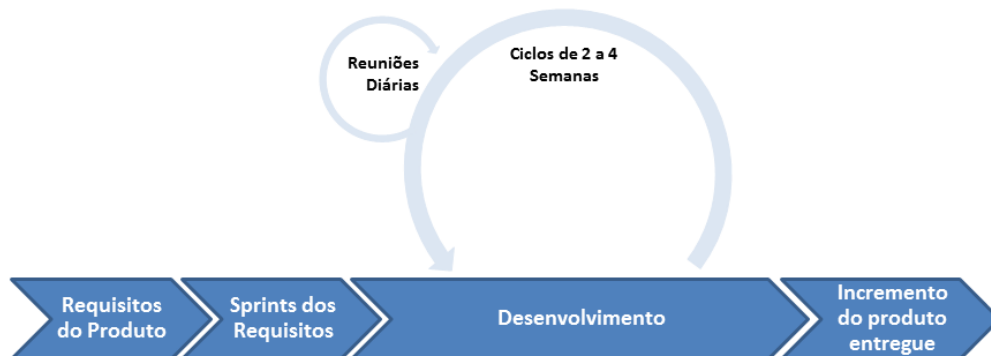 Reuniões
Diárias
Ciclos de 2 a 4
Semanas
Requisitos
do Produto
Sprints dos
Requisitos
Desenvolvimento
Incremento
do produto
entregue